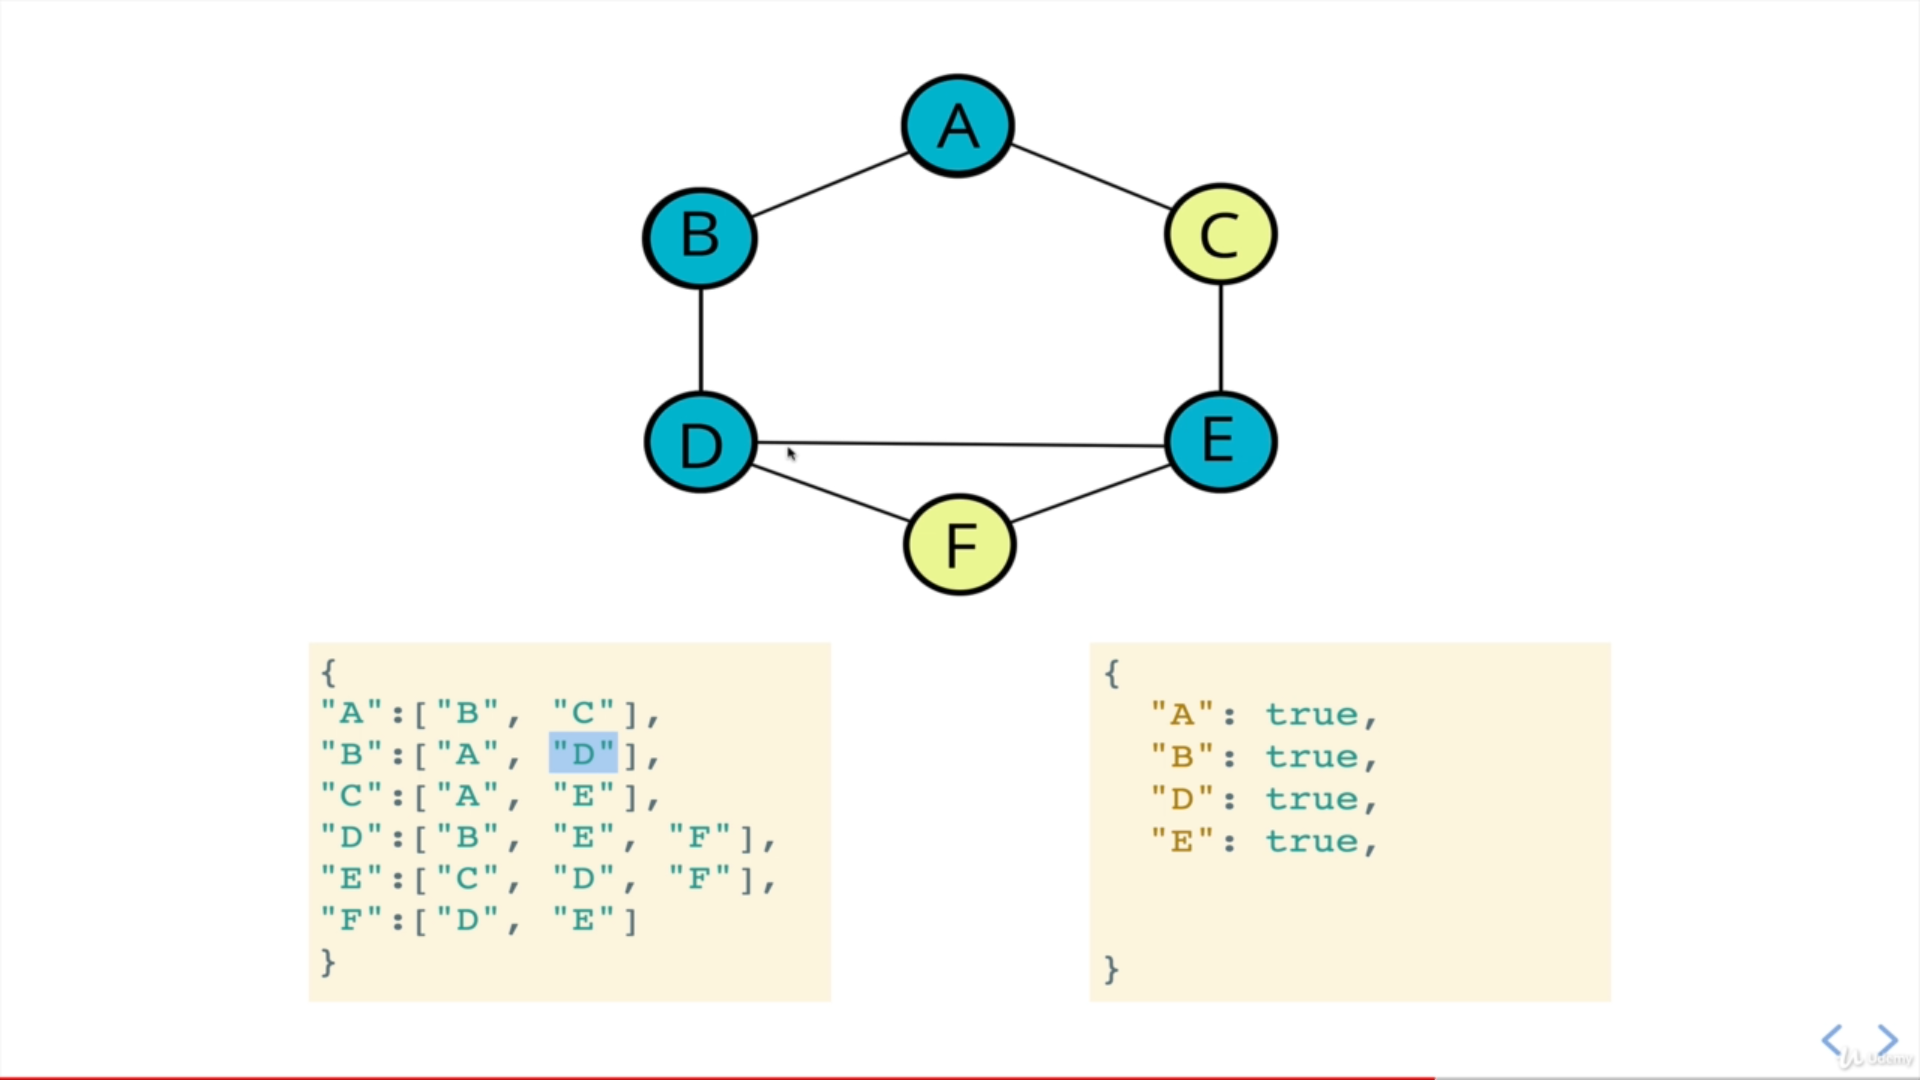 A
B
C
D
E
F
{
"A":["B", "C"],
"B":["A", "D"],
"C":["A", "E"],
"D":["B", "E", "F"],
"E":["C", "D", "F"],
"F":["D", "E"]
}
{
"A": true,
"B": true,
"D": true,
"E": true,
}
< >
Udemy